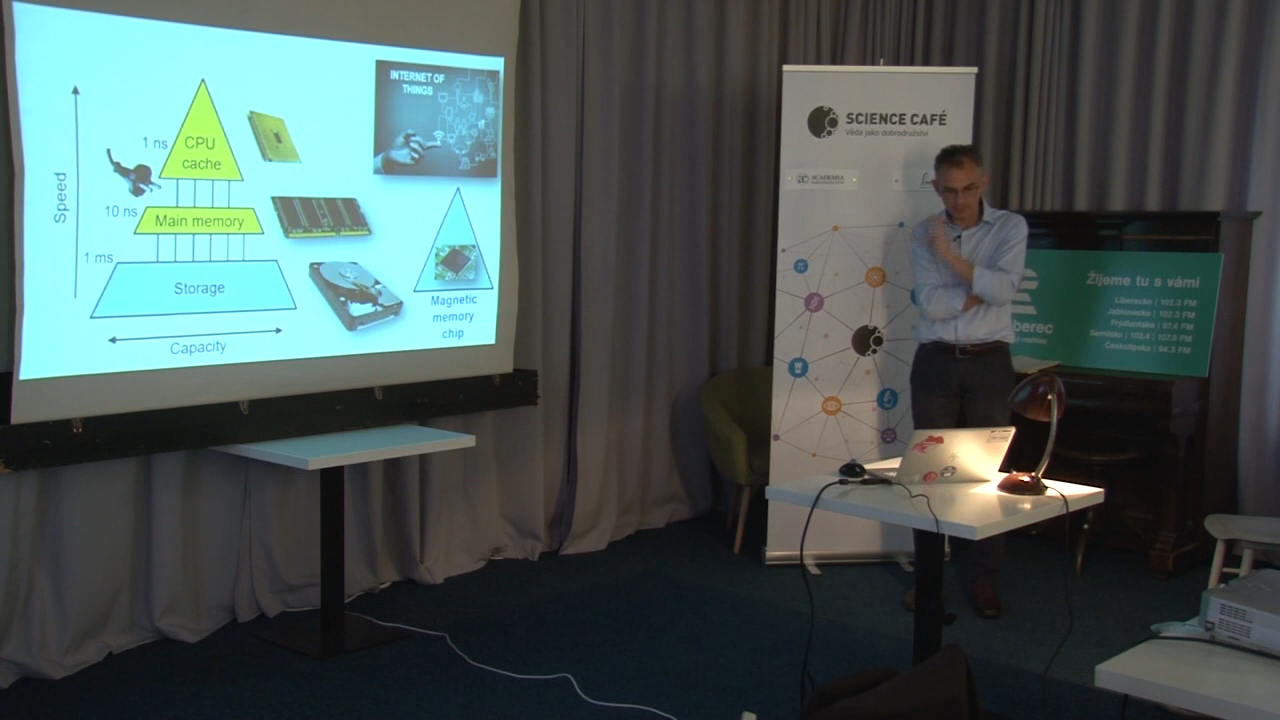 INTERNET OF
THINGS
Speed
1 ns
CPU
cache
10 ns
Main memory
1 ms
Storage
Capacity
Magnetic
memory
chip
SCIENCE CAFÉ
Věda jako dobrodružství
ACADEMIA
Žijeme tu s vámi
Liberecko | 102.3 FM
Jablonecko | 102.3 FM
Frýdlantsko | 97.4 FM
Semilsko | 103.4 | 107.9 FM
Českolipsko | 94.3 FM